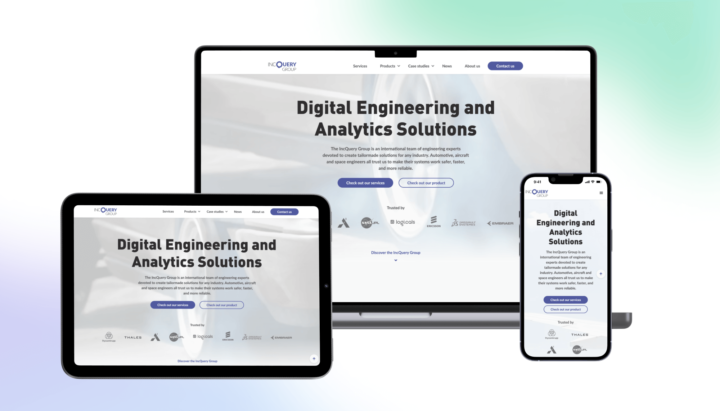 INCQUERY
GROUP
Services Products Case studies News About us Contact us
Digital Engineering and
Analytics Solutions
The IncQuery Group is an international team of engineering experts
devoted to create tailormade solutions for any industry. Automotive, aircraft
and space engineers all trust us to make their systems work safer, faster,
and more reliable.
Check out our services Check out our product
Trusted by
ERICSSON
Discover the IncQuery Group
INCQUERY
GROUP
Services Products Case studies News About us Contact us
Digital Engineering and
Analytics Solutions
The IncQuery Group is an international team of engineering experts
devoted to create tailormade solutions for any industry. Automotive, aircraft
and space engineers all trust us to make their systems work safer, faster,
and more reliable.
Check out our services Check out our product
Trusted by
THALES
Discover the IncQuery Group
9:41
INCQUERY
GROUP
Digital
Engineering and
Analytics
Solutions
The IncQuery Group is an
international team of engineering
experts devoted to create
tailormade solutions for any
industry. Automotive, aircraft and
space engineers all trust us to
make their systems work safer,
faster, and more reliable.
Check out our services
Check out our product
Trusted by
THALES